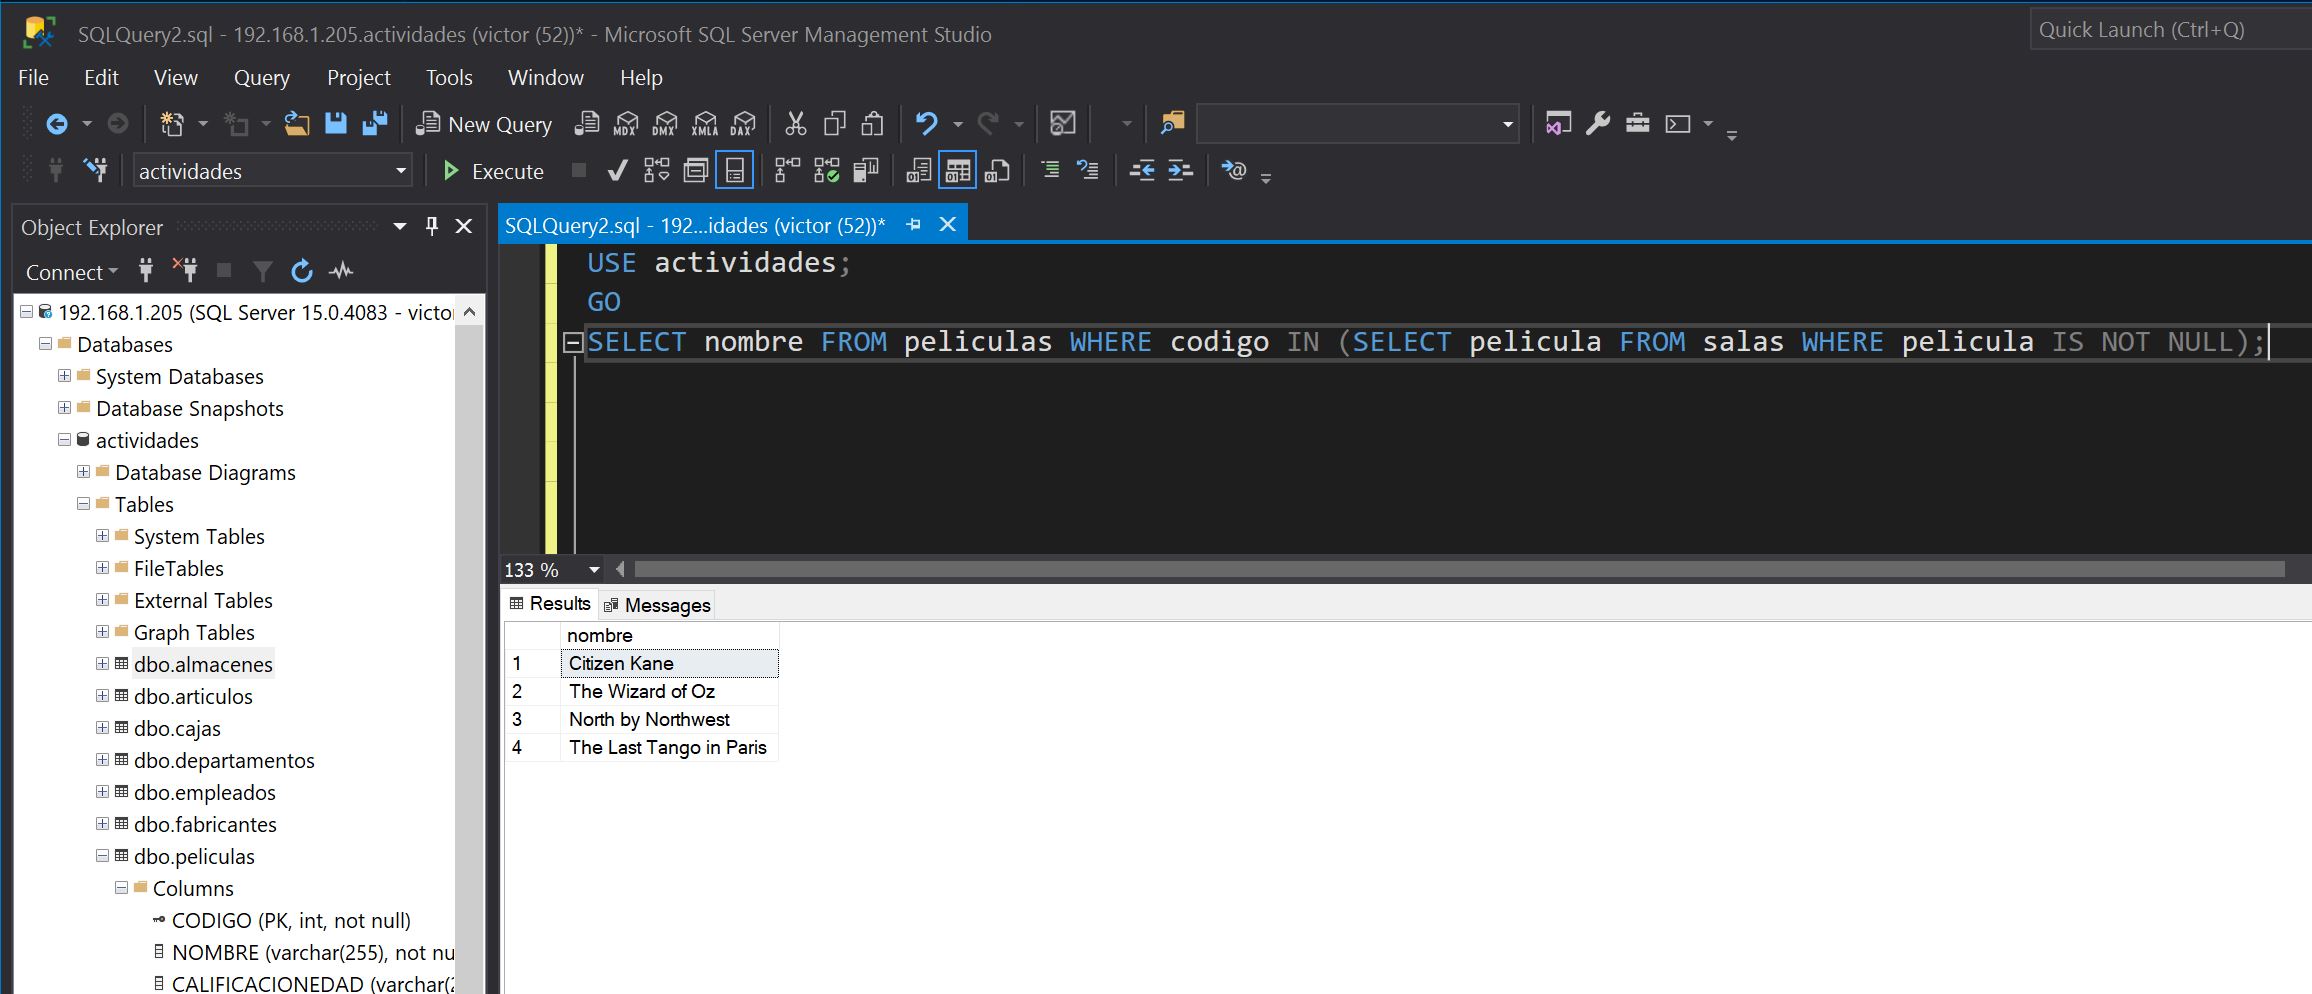 SQLQuery2.sql - 192.168.1.205.actividades (victor (52))* - Microsoft SQL Server Management Studio
Quick Launch (Ctrl+Q)
File Edit View Query Project Tools Window Help
New Query MDX DMX XMLA DAX
actividades Execute
Object Explorer
Connect
192.168.1.205 (SQL Server 15.0.4083 - victo
Databases
System Databases
Database Snapshots
actividades
Database Diagrams
Tables
System Tables
FileTables
External Tables
Graph Tables
dbo.almacenes
dbo.articulos
dbo.cajas
dbo.departamentos
dbo.empleados
dbo.fabricantes
dbo.peliculas
Columns
CODIGO (PK, int, not null)
NOMBRE (varchar(255), not nu
CALIFICACIONEDAD (varchar(2
SQLQuery2.sql - 192...idades (victor (52))*
USE actividades;
GO
SELECT nombre FROM peliculas WHERE codigo IN (SELECT pelicula FROM salas WHERE pelicula IS NOT NULL);
133 %
Results Messages
nombre
1 Citizen Kane
2 The Wizard of Oz
3 North by Northwest
4 The Last Tango in Paris